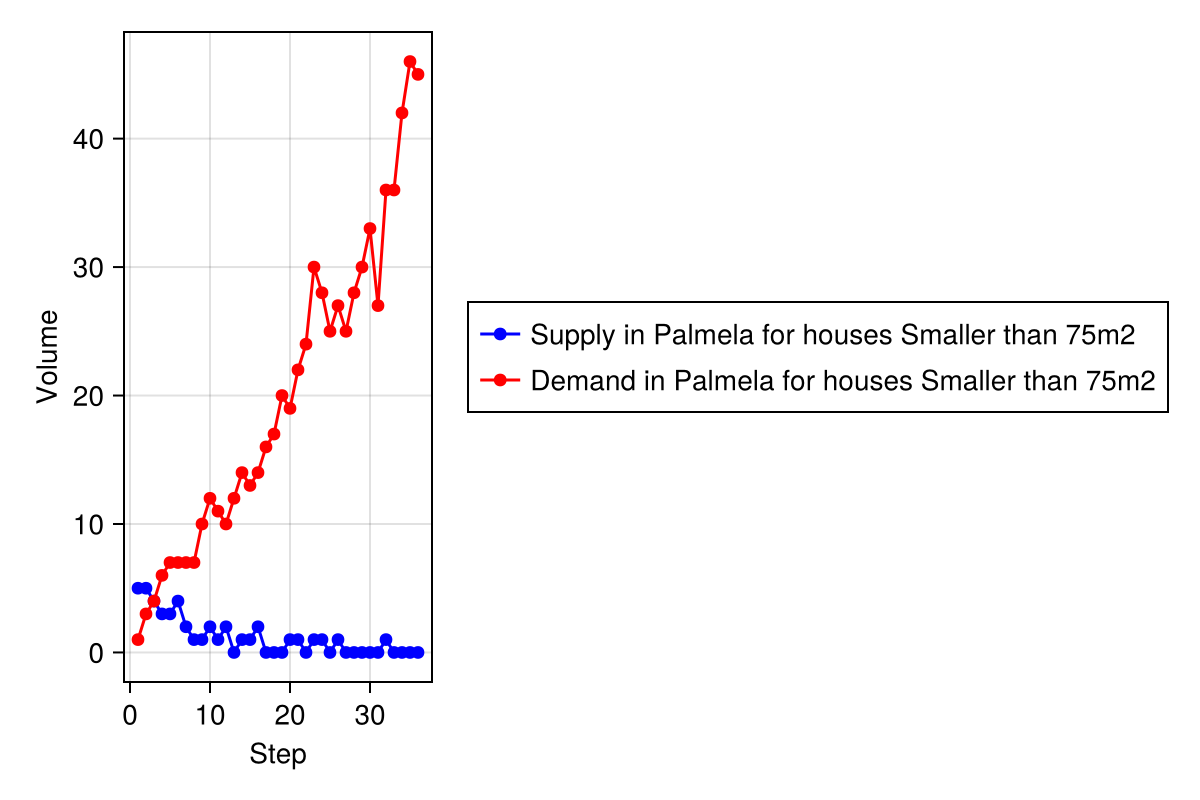 40
30
20
10
0
Volume
0 10 20 30
Step
Supply in Palmela for houses Smaller than 75m2
Demand in Palmela for houses Smaller than 75m2